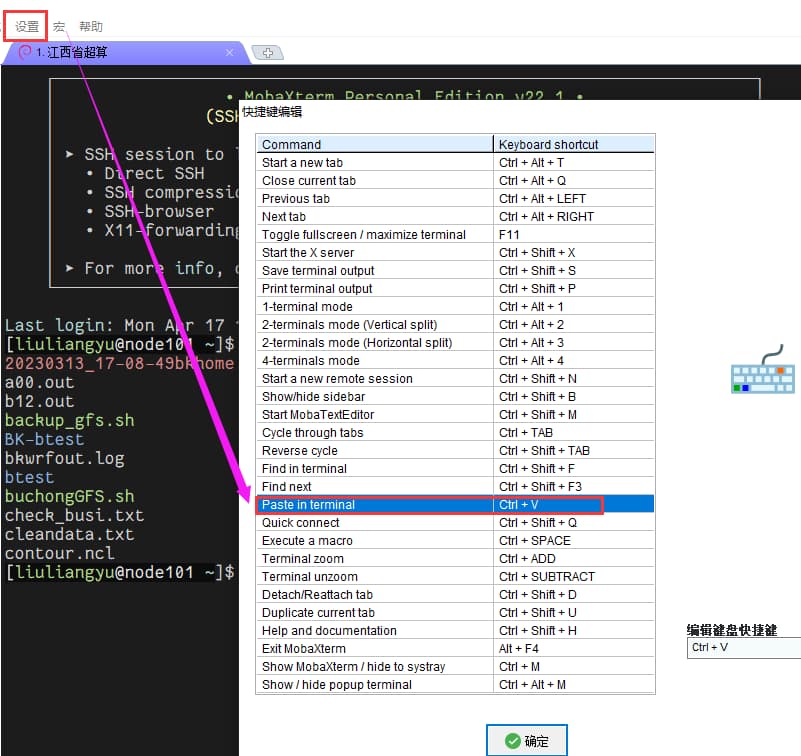 设置 宏 帮助
1. 江西省超算
• MobaXterm Personal Edition v22.1 •
(SSH
➤ SSH session to
• Direct SSH
• SSH compressio
• SSH-browser
• X11-forwarding
➤ For more info,
Last login: Mon Apr 17
[liuliangyu@node101 ~]$
20230313_17-08-49bkhome
a00.out
b12.out
backup_gfs.sh
BK-btest
bkwrfout.log
btest
buchongGFS.sh
check_busi.txt
cleandata.txt
contour.ncl
[liuliangyu@node101 ~]$
快捷键编辑
Command Keyboard shortcut
Start a new tab Ctrl + Alt + T
Close current tab Ctrl + Alt + Q
Previous tab Ctrl + Alt + LEFT
Next tab Ctrl + Alt + RIGHT
Toggle fullscreen / maximize terminal F11
Start the X server Ctrl + Shift + X
Save terminal output Ctrl + Shift + S
Print terminal output Ctrl + Shift + P
1-terminal mode Ctrl + Alt + 1
2-terminals mode (Vertical split) Ctrl + Alt + 2
2-terminals mode (Horizontal split) Ctrl + Alt + 3
4-terminals mode Ctrl + Alt + 4
Start a new remote session Ctrl + Shift + N
Show/hide sidebar Ctrl + Shift + B
Start MobaTextEditor Ctrl + Shift + M
Cycle through tabs Ctrl + TAB
Reverse cycle Ctrl + Shift + TAB
Find in terminal Ctrl + Shift + F
Find next Ctrl + Shift + F3
Paste in terminal Ctrl + V
Quick connect Ctrl + Shift + Q
Execute a macro Ctrl + SPACE
Terminal zoom Ctrl + ADD
Terminal unzoom Ctrl + SUBTRACT
Detach/Reattach tab Ctrl + Shift + D
Duplicate current tab Ctrl + Shift + U
Help and documentation Ctrl + Shift + H
Exit MobaXterm Alt + F4
Show MobaXterm / hide to systray Ctrl + M
Show / hide popup terminal Ctrl + Alt + M
编辑键盘快捷键
Ctrl + V
确定